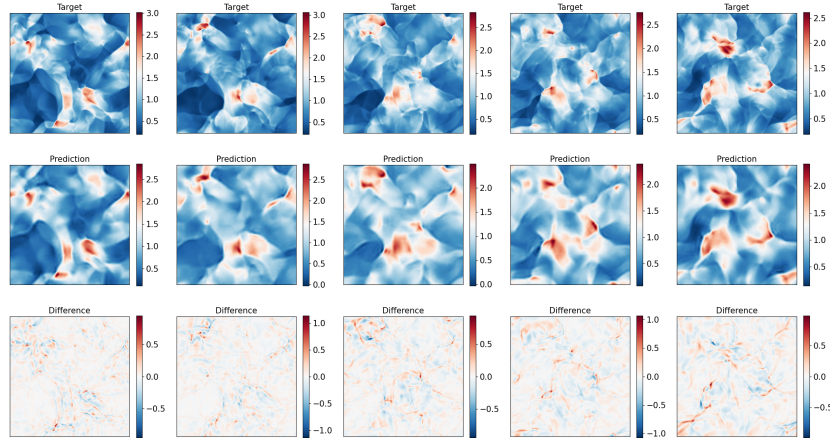 Target Target Target Target Target
3.0 3.0 2.5 2.5 2.5
2.5 2.5 2.0 2.0 2.0
2.0 2.0 1.5 1.5 1.5
1.5 1.5 1.0 1.0 1.0
1.0 1.0 0.5 0.5 0.5
0.5 0.5
Prediction Prediction Prediction Prediction Prediction
2.5 2.5 2.0 2.0 2.0
2.0 2.0 1.5 1.5 1.5
1.5 1.5 1.0 1.0 1.0
1.0 1.0 0.5 0.5 0.5
0.5 0.5 0.0
0.0
Difference Difference Difference Difference Difference
0.5 1.0 0.5 1.0 0.5
0.0 0.5 0.0 0.5 0.0
−0.5 0.0 −0.5 0.0 −0.5
−0.5 −0.5
−1.0 −1.0